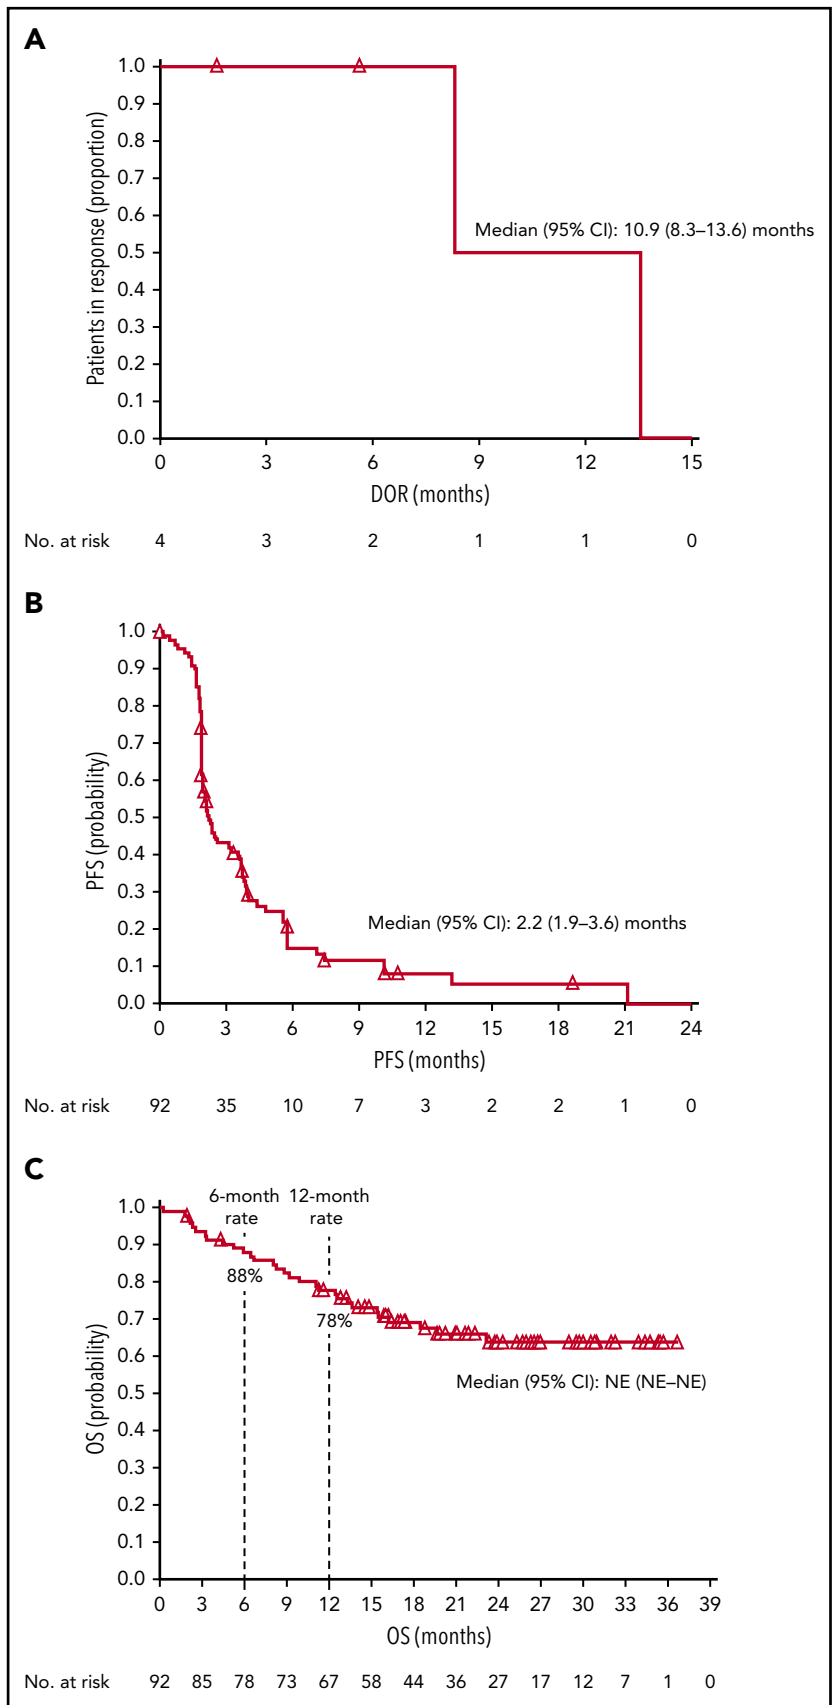 A
1.0
0.9
0.8
0.7
0.6
0.5
0.4
0.3
0.2
0.1
0.0
Patients in response (proportion)
Median (95% CI): 10.9 (8.3–13.6) months
0 3 6 9 12 15
DOR (months)
No. at risk 4 3 2 1 1 0
B
1.0
0.9
0.8
0.7
0.6
0.5
0.4
0.3
0.2
0.1
0.0
PFS (probability)
Median (95% CI): 2.2 (1.9–3.6) months
0 3 6 9 12 15 18 21 24
PFS (months)
No. at risk 92 35 10 7 3 2 2 1 0
C
1.0
0.9
0.8
0.7
0.6
0.5
0.4
0.3
0.2
0.1
0.0
OS (probability)
6-month
rate
12-month
rate
88%
78%
Median (95% CI): NE (NE–NE)
0 3 6 9 12 15 18 21 24 27 30 33 36 39
OS (months)
No. at risk 92 85 78 73 67 58 44 36 27 17 12 7 1 0